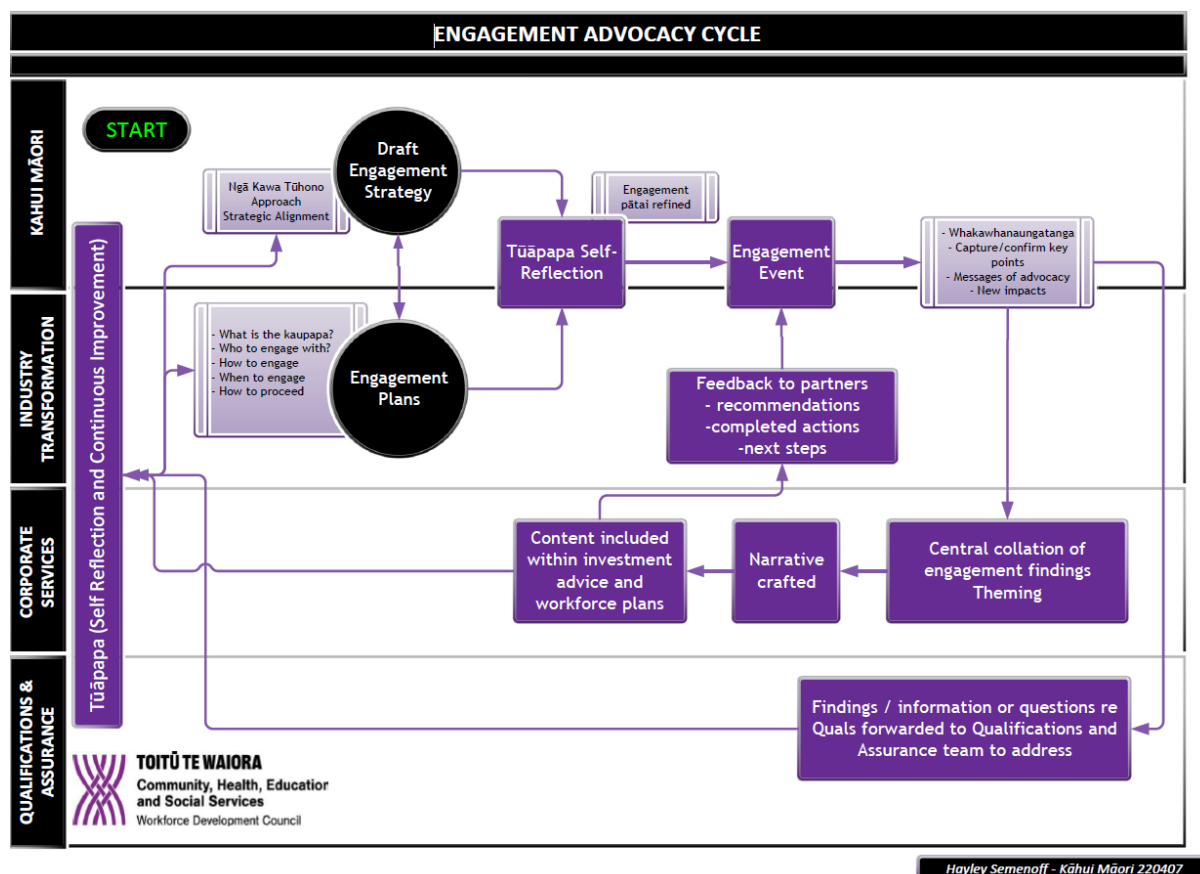 ENGAGEMENT ADVOCACY CYCLE
KAHUI MĀORI
START
Draft
Engagement
Strategy
Ngā Kawa Tūhono
Approach
Strategic Alignment
Engagement
pātai refined
Tūāpapa Self-
Reflection
Engagement
Event
- Whakawhanaungatanga
- Capture/confirm key
points
- Messages of advocacy
- New impacts
Tūāpapa (Self Reflection and Continuous Improvement)
INDUSTRY
TRANSFORMATION
- What is the kaupapa?
- Who to engage with?
- How to engage
- When to engage
- How to proceed
Engagement
Plans
Feedback to partners
- recommendations
-completed actions
-next steps
CORPORATE
SERVICES
Content included
within investment
advice and
workforce plans
Narrative
crafted
Central collation of
engagement findings
Theming
QUALIFICATIONS &
ASSURANCE
Findings / information or questions re
Quals forwarded to Qualifications and
Assurance team to address
TOITŪ TE WAIORA
Community, Health, Education
and Social Services
Workforce Development Council
Hayley Semenoff - Kāhui Māori 220407